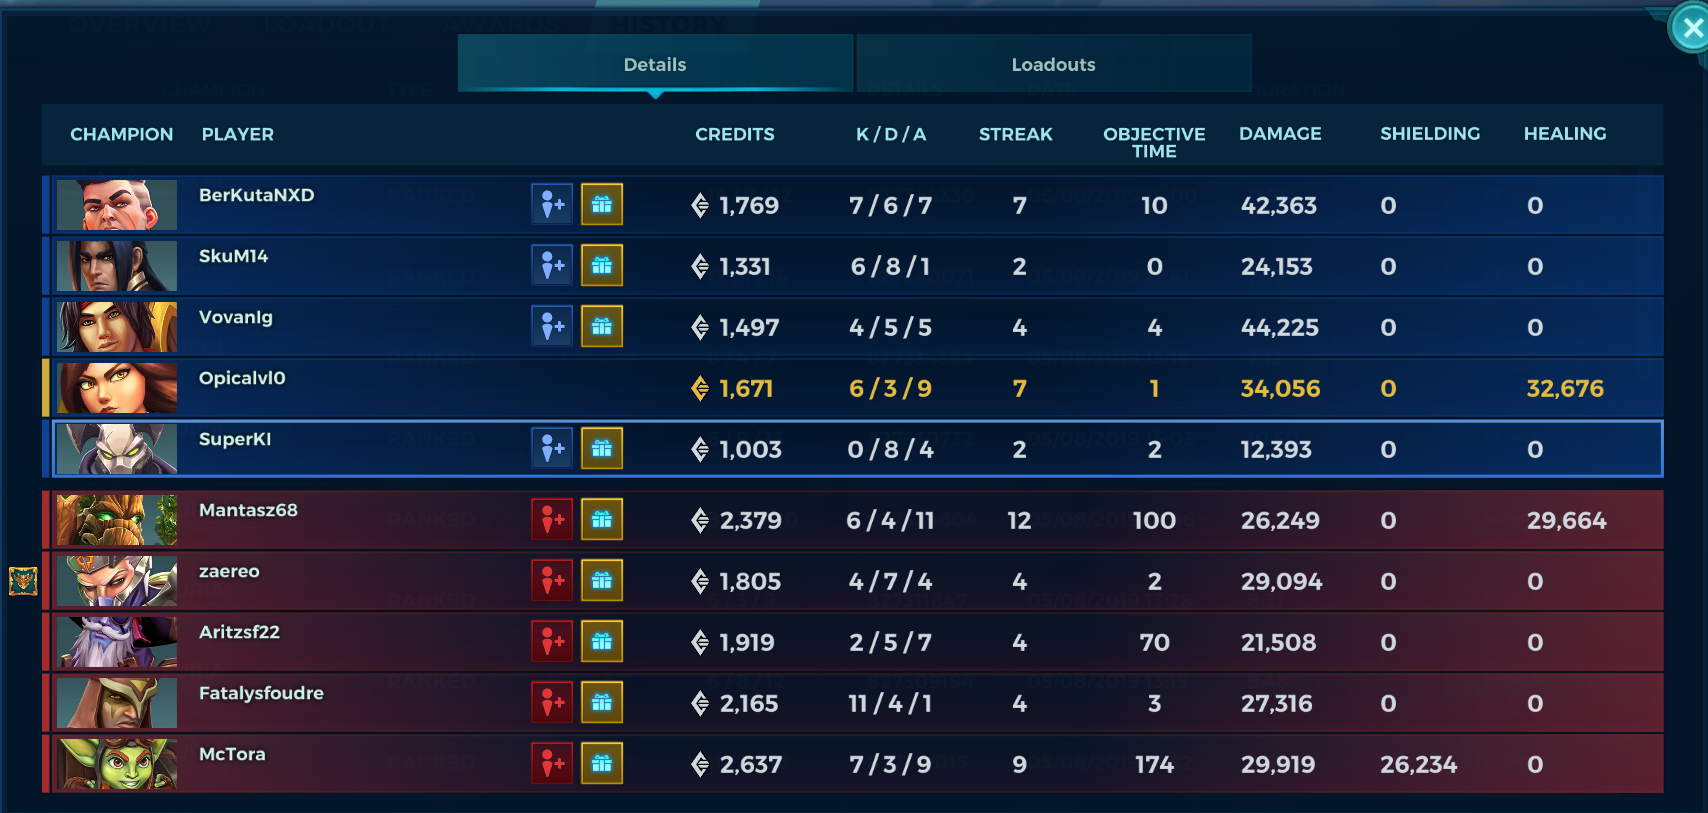 OVERVIEW LOADOUT AWARDS HISTORY
Details Loadouts
CHAMPION PLAYER CREDITS K / D / A STREAK OBJECTIVE TIME DAMAGE SHIELDING HEALING
BerKutaNXD 1,769 7 / 6 / 7 7 10 42,363 0 0
SkuM14 1,331 6 / 8 / 1 2 0 24,153 0 0
VovanIg 1,497 4 / 5 / 5 4 4 44,225 0 0
Opicalvl0 1,671 6 / 3 / 9 7 1 34,056 0 32,676
SuperKI 1,003 0 / 8 / 4 2 2 12,393 0 0
Mantasz68 2,379 6 / 4 / 11 12 100 26,249 0 29,664
zaereo 1,805 4 / 7 / 4 4 2 29,094 0 0
Aritzsf22 1,919 2 / 5 / 7 4 70 21,508 0 0
Fatalysfoudre 2,165 11 / 4 / 1 4 3 27,316 0 0
McTora 2,637 7 / 3 / 9 9 174 29,919 26,234 0